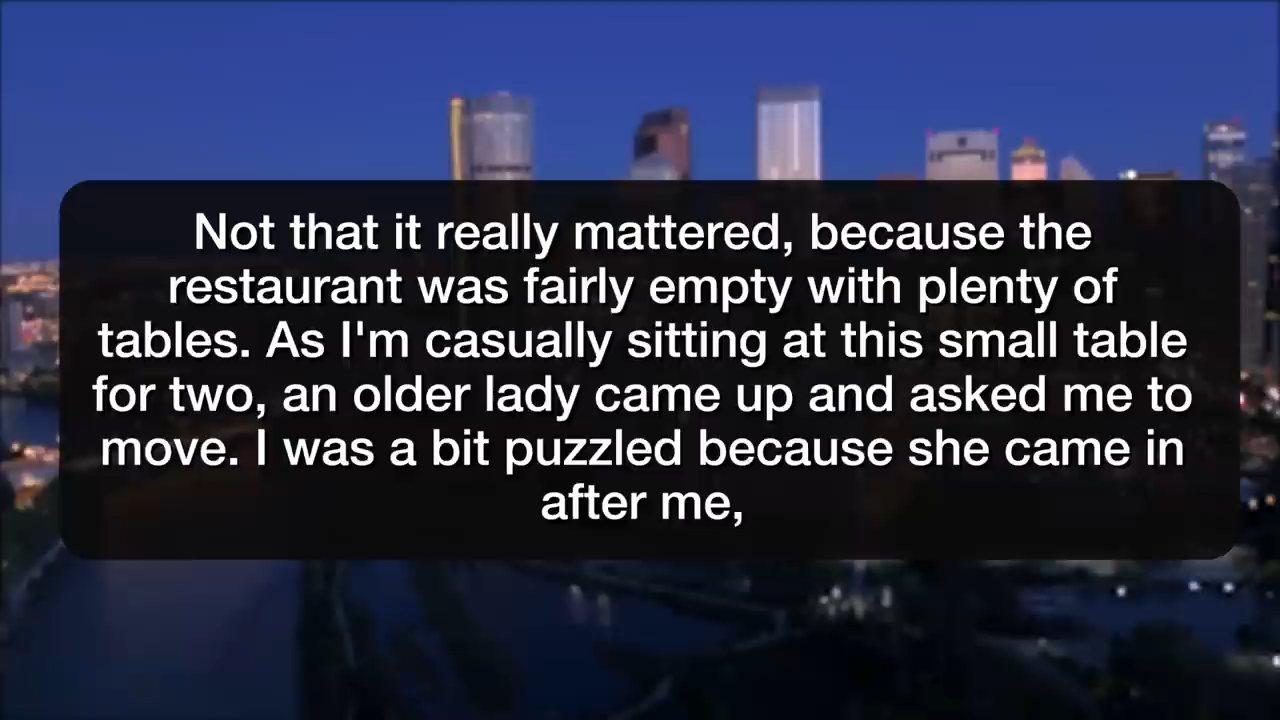 Not that it really mattered, because the
restaurant was fairly empty with plenty of
tables. As I'm casually sitting at this small table
for two, an older lady came up and asked me to
move. I was a bit puzzled because she came in
after me,